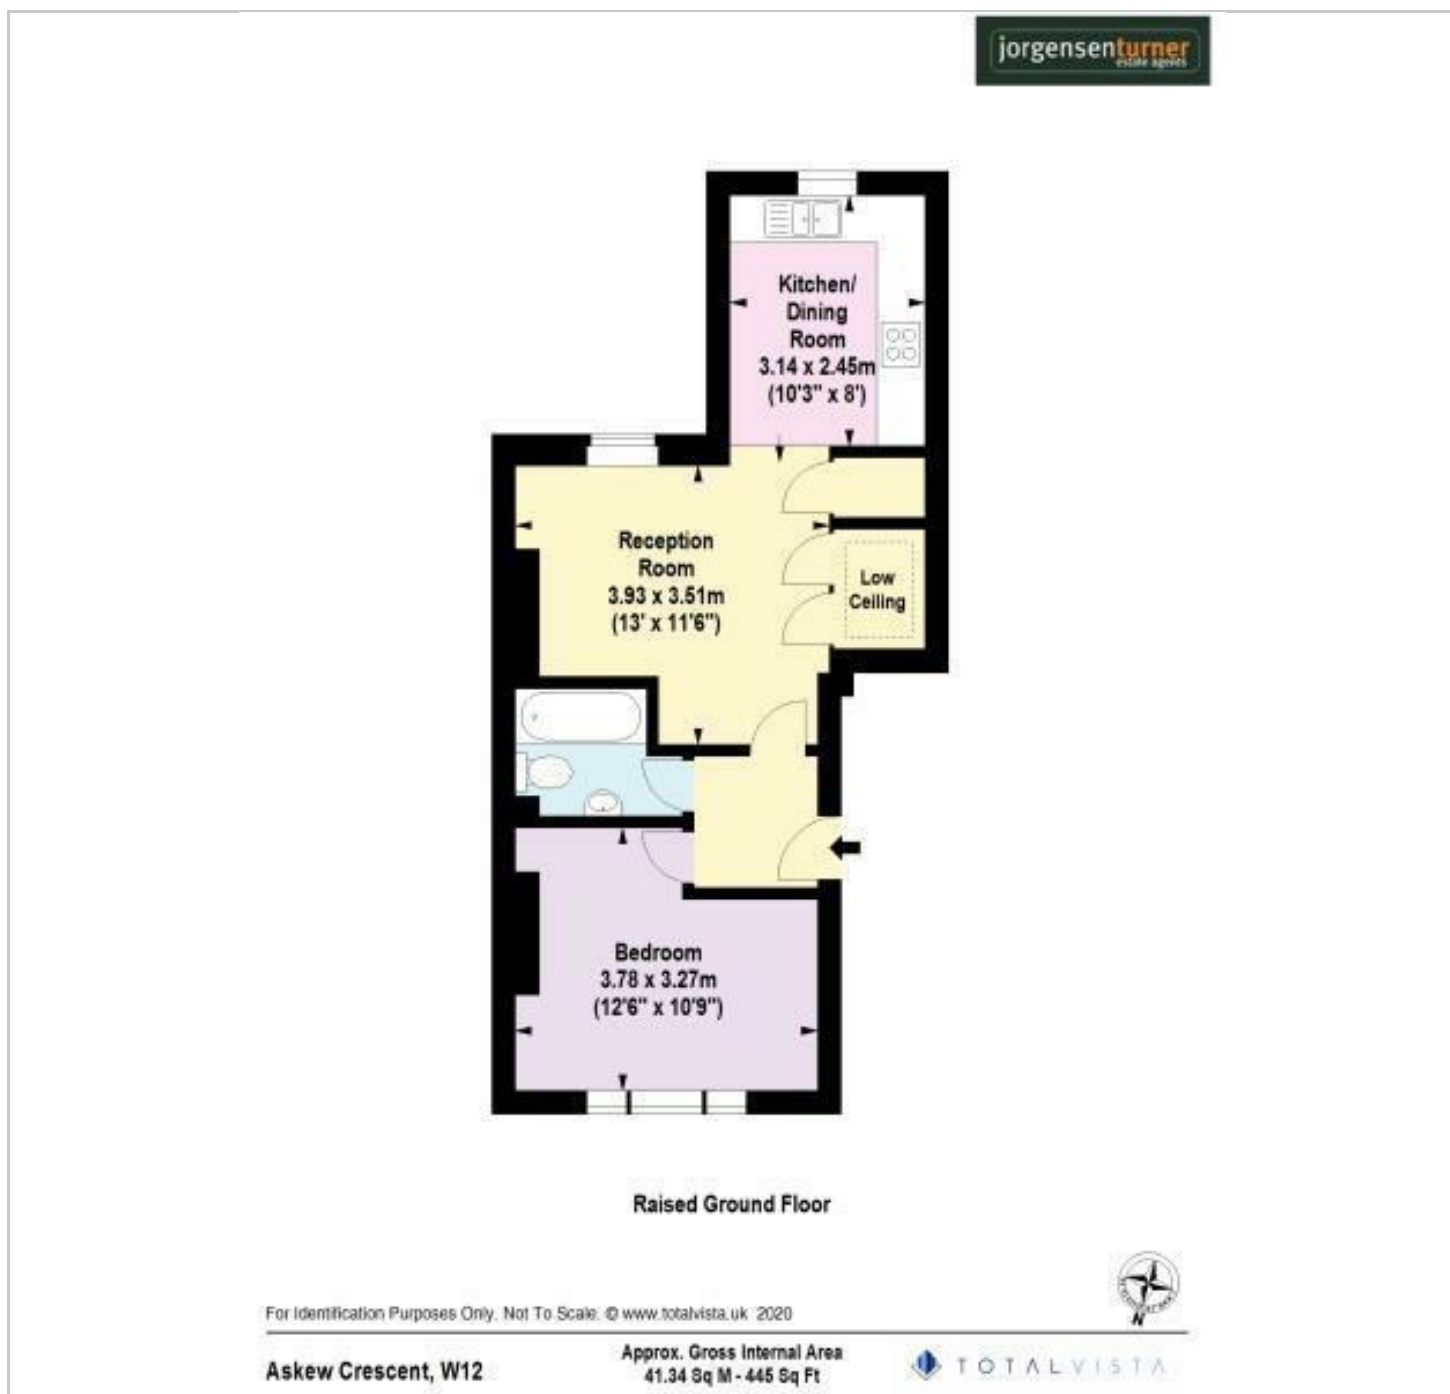 jorgensenturner
estate agents
Kitchen/
Dining
Room
3.14 x 2.45m
(10'3" x 8')
Reception
Room
3.93 x 3.51m
(13' x 11'6")
Low
Ceiling
Bedroom
3.78 x 3.27m
(12'6" x 10'9")
Raised Ground Floor
N
For Identification Purposes Only. Not To Scale. © www.totalvista.uk 2020
Askew Crescent, W12
Approx. Gross Internal Area
41.34 Sq M - 445 Sq Ft
TOTALVISTA